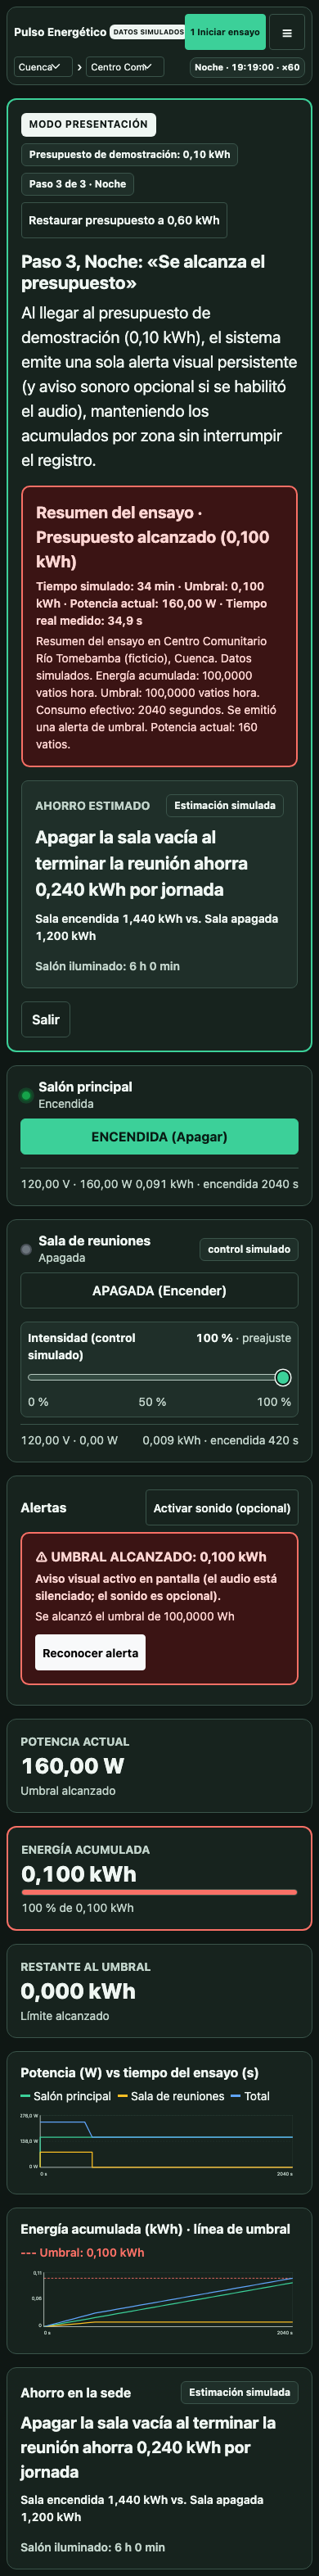 Pulso Energético
DATOS SIMULADOS
1 Iniciar ensayo
≡
Cuenca
›
Centro Com
Noche · 19:19:00 · ×60
MODO PRESENTACIÓN
Presupuesto de demostración: 0,10 kWh
Paso 3 de 3 · Noche
Restaurar presupuesto a 0,60 kWh
Paso 3, Noche: «Se alcanza el
presupuesto»
Al llegar al presupuesto de
demostración (0,10 kWh), el sistema
emite una sola alerta visual persistente
(y aviso sonoro opcional si se habilitó
el audio), manteniendo los
acumulados por zona sin interrumpir
el registro.
Resumen del ensayo ·
Presupuesto alcanzado (0,100
kWh)
Tiempo simulado: 34 min · Umbral: 0,100
kWh · Potencia actual: 160,00 W · Tiempo
real medido: 34,9 s
Resumen del ensayo en Centro Comunitario
Río Tomebamba (ficticio), Cuenca. Datos
simulados. Energía acumulada: 100,0000
vatios hora. Umbral: 100,0000 vatios hora.
Consumo efectivo: 2040 segundos. Se emitió
una alerta de umbral. Potencia actual: 160
vatios.
AHORRO ESTIMADO
Estimación simulada
Apagar la sala vacía al
terminar la reunión ahorra
0,240 kWh por jornada
Sala encendida 1,440 kWh vs. Sala apagada
1,200 kWh
Salón iluminado: 6 h 0 min
Salir
Salón principal
Encendida
ENCENDIDA (Apagar)
120,00 V · 160,00 W 0,091 kWh · encendida 2040 s
Sala de reuniones
Apagada
control simulado
APAGADA (Encender)
Intensidad (control
simulado)
100 % · preajuste
0 % 50 % 100 %
120,00 V · 0,00 W 0,009 kWh · encendida 420 s
Alertas
Activar sonido (opcional)
⚠ UMBRAL ALCANZADO: 0,100 kWh
Aviso visual activo en pantalla (el audio está
silenciado; el sonido es opcional).
Se alcanzó el umbral de 100,0000 Wh
Reconocer alerta
POTENCIA ACTUAL
160,00 W
Umbral alcanzado
ENERGÍA ACUMULADA
0,100 kWh
100 % de 0,100 kWh
RESTANTE AL UMBRAL
0,000 kWh
Límite alcanzado
Potencia (W) vs tiempo del ensayo (s)
Salón principal Sala de reuniones Total
0 W
0 s 2040 s
Energía acumulada (kWh) · línea de umbral
--- Umbral: 0,100 kWh
0,11
0
0 s 2040 s
Ahorro en la sede
Estimación simulada
Apagar la sala vacía al terminar la
reunión ahorra 0,240 kWh por
jornada
Sala encendida 1,440 kWh vs. Sala apagada
1,200 kWh
Salón iluminado: 6 h 0 min